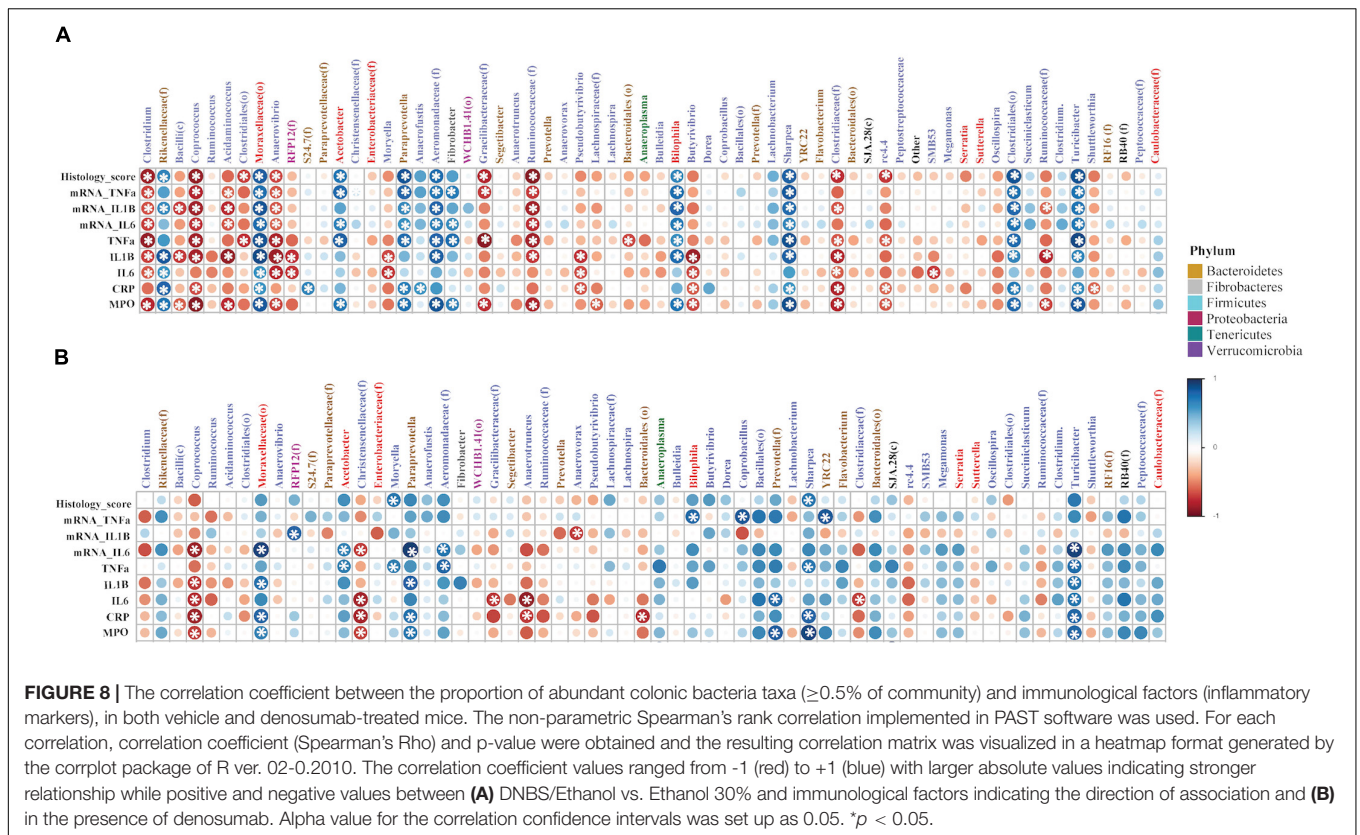 A
Clostridium
Rikenellaceae(f)
Bacilli(c)
Coprococcus
Ruminococcus
Acidaminococcus
Clostridiales(o)
Moraxellaceae(o)
Anaerovibrio
RFP12(f)
S24.7(f)
Paraprevotellaceae(f)
Acetobacter
Christensenellaceae(f)
Enterobacteriaceae(f)
Moryella
Paraprevotella
Anaerofustis
Aeromonadaceae (f)
Fibrobacter
WCHB1.41(o)
Gracilibacteraceae(f)
Segetibacter
Anaerotruncus
Ruminococcaceae (f)
Prevotella
Anaerovorax
Pseudobutyrivibrio
Lachnospiraceae(f)
Lachnospira
Bacteroidales (o)
Anaeroplasma
Bulleidia
Bilophila
Butyrivibrio
Dorea
Coprobacillus
Bacillales(o)
Prevotella(f)
Lachnobacterium
Sharpea
YRC22
Flavobacterium
Clostridiaceae(f)
Bacteroidales(o)
SJA.28(c)
rc4.4
Peptostreptococcaceae
Other
SMB53
Megamonas
Serratia
Sutterella
Oscillospira
Clostridiales(o)
Succiniclasticum
Ruminococcaceae(f)
Clostridium.
Turicibacter
Shuttleworthia
RF16 (f)
RB40 (f)
Peptococcaceae(f)
Caulobacteraceae(f)
Histology_score
mRNA_TNFa
mRNA_IL1B
mRNA_IL6
TNFa
IL1B
IL6
CRP
MPO
Phylum
Bacteroidetes
Fibrobacteres
Firmicutes
Proteobacteria
Tenericutes
Verrucomicrobia
1
0.5
0
-0.5
-1
B
Clostridium
Rikenellaceae(f)
Bacilli(c)
Coprococcus
Ruminococcus
Acidaminococcus
Clostridiales(o)
Moraxellaceae(o)
Anaerovibrio
RFP12(f)
S24.7(f)
Paraprevotellaceae(f)
Acetobacter
Christensenellaceae(f)
Enterobacteriaceae(f)
Moryella
Paraprevotella
Anaerofustis
Aeromonadaceae (f)
Fibrobacter
WCHB1.41(o)
Gracilibacteraceae(f)
Segetibacter
Anaerotruncus
Ruminococcaceae (f)
Prevotella
Anaerovorax
Pseudobutyrivibrio
Lachnospiraceae(f)
Lachnospira
Bacteroidales (o)
Anaeroplasma
Bulleidia
Bilophila
Butyrivibrio
Dorea
Coprobacillus
Bacillales(o)
Prevotella(f)
Lachnobacterium
Sharpea
YRC22
Flavobacterium
Clostridiaceae(f)
Bacteroidales(o)
SJA.28(c)
rc4.4
SMB53
Megamonas
Serratia
Sutterella
Oscillospira
Clostridiales(o)
Succiniclasticum
Ruminococcaceae(f)
Clostridium.
Turicibacter
Shuttleworthia
RF16(f)
RB40(f)
Peptococcaceae(f)
Caulobacteraceae(f)
Histology_score
mRNA_TNFa
mRNA_IL1B
mRNA_IL6
TNFa
IL1B
IL6
CRP
MPO
FIGURE 8 | The correlation coefficient between the proportion of abundant colonic bacteria taxa (≥0.5% of community) and immunological factors (inflammatory
markers), in both vehicle and denosumab-treated mice. The non-parametric Spearman's rank correlation implemented in PAST software was used. For each
correlation, correlation coefficient (Spearman's Rho) and p-value were obtained and the resulting correlation matrix was visualized in a heatmap format generated by
the corrplot package of R ver. 02-0.2010. The correlation coefficient values ranged from -1 (red) to +1 (blue) with larger absolute values indicating stronger
relationship while positive and negative values between (A) DNBS/Ethanol vs. Ethanol 30% and immunological factors indicating the direction of association and (B)
in the presence of denosumab. Alpha value for the correlation confidence intervals was set up as 0.05. *p < 0.05.